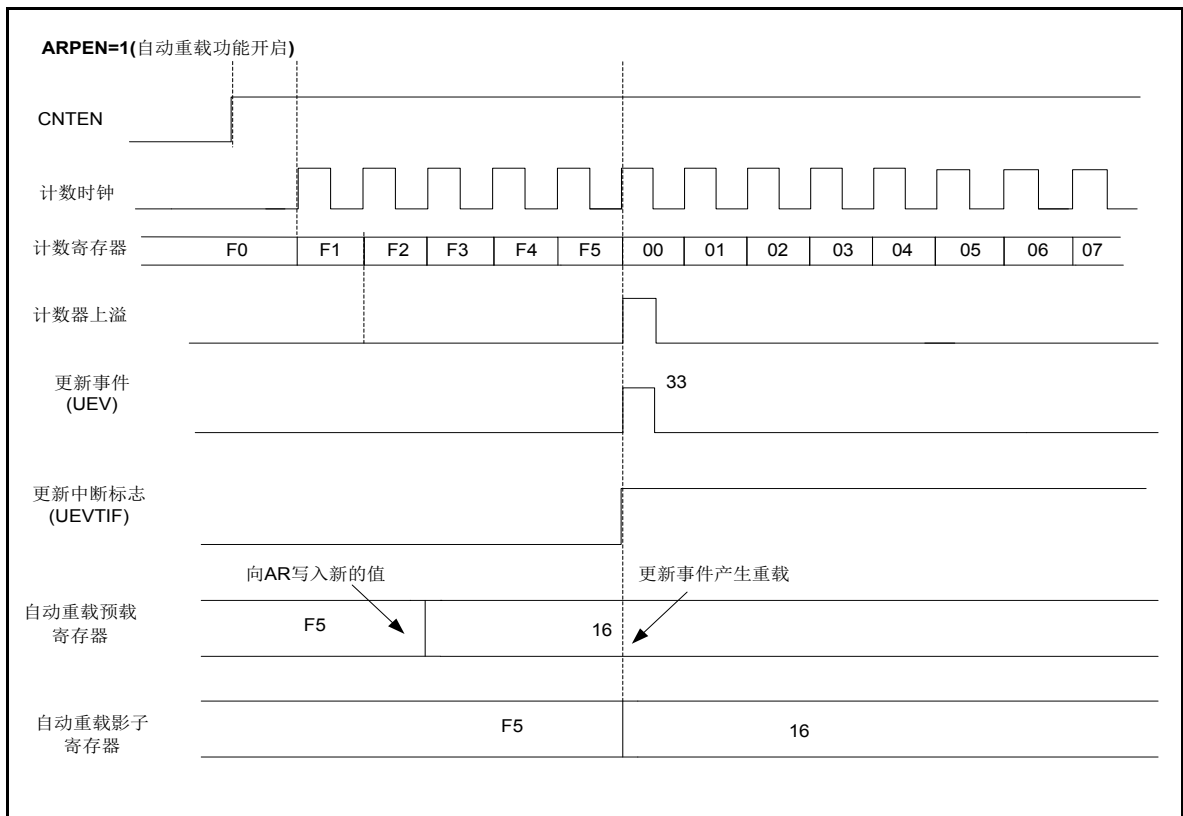 ARPEN=1(自动重载功能开启)
CNTEN
计数时钟
计数寄存器 F0 F1 F2 F3 F4 F5 00 01 02 03 04 05 06 07
计数器上溢
更新事件
(UEV)
33
更新中断标志
(UEVTIF)
向AR写入新的值
更新事件产生重载
自动重载预载
寄存器
F5 16
自动重载影子
寄存器
F5 16